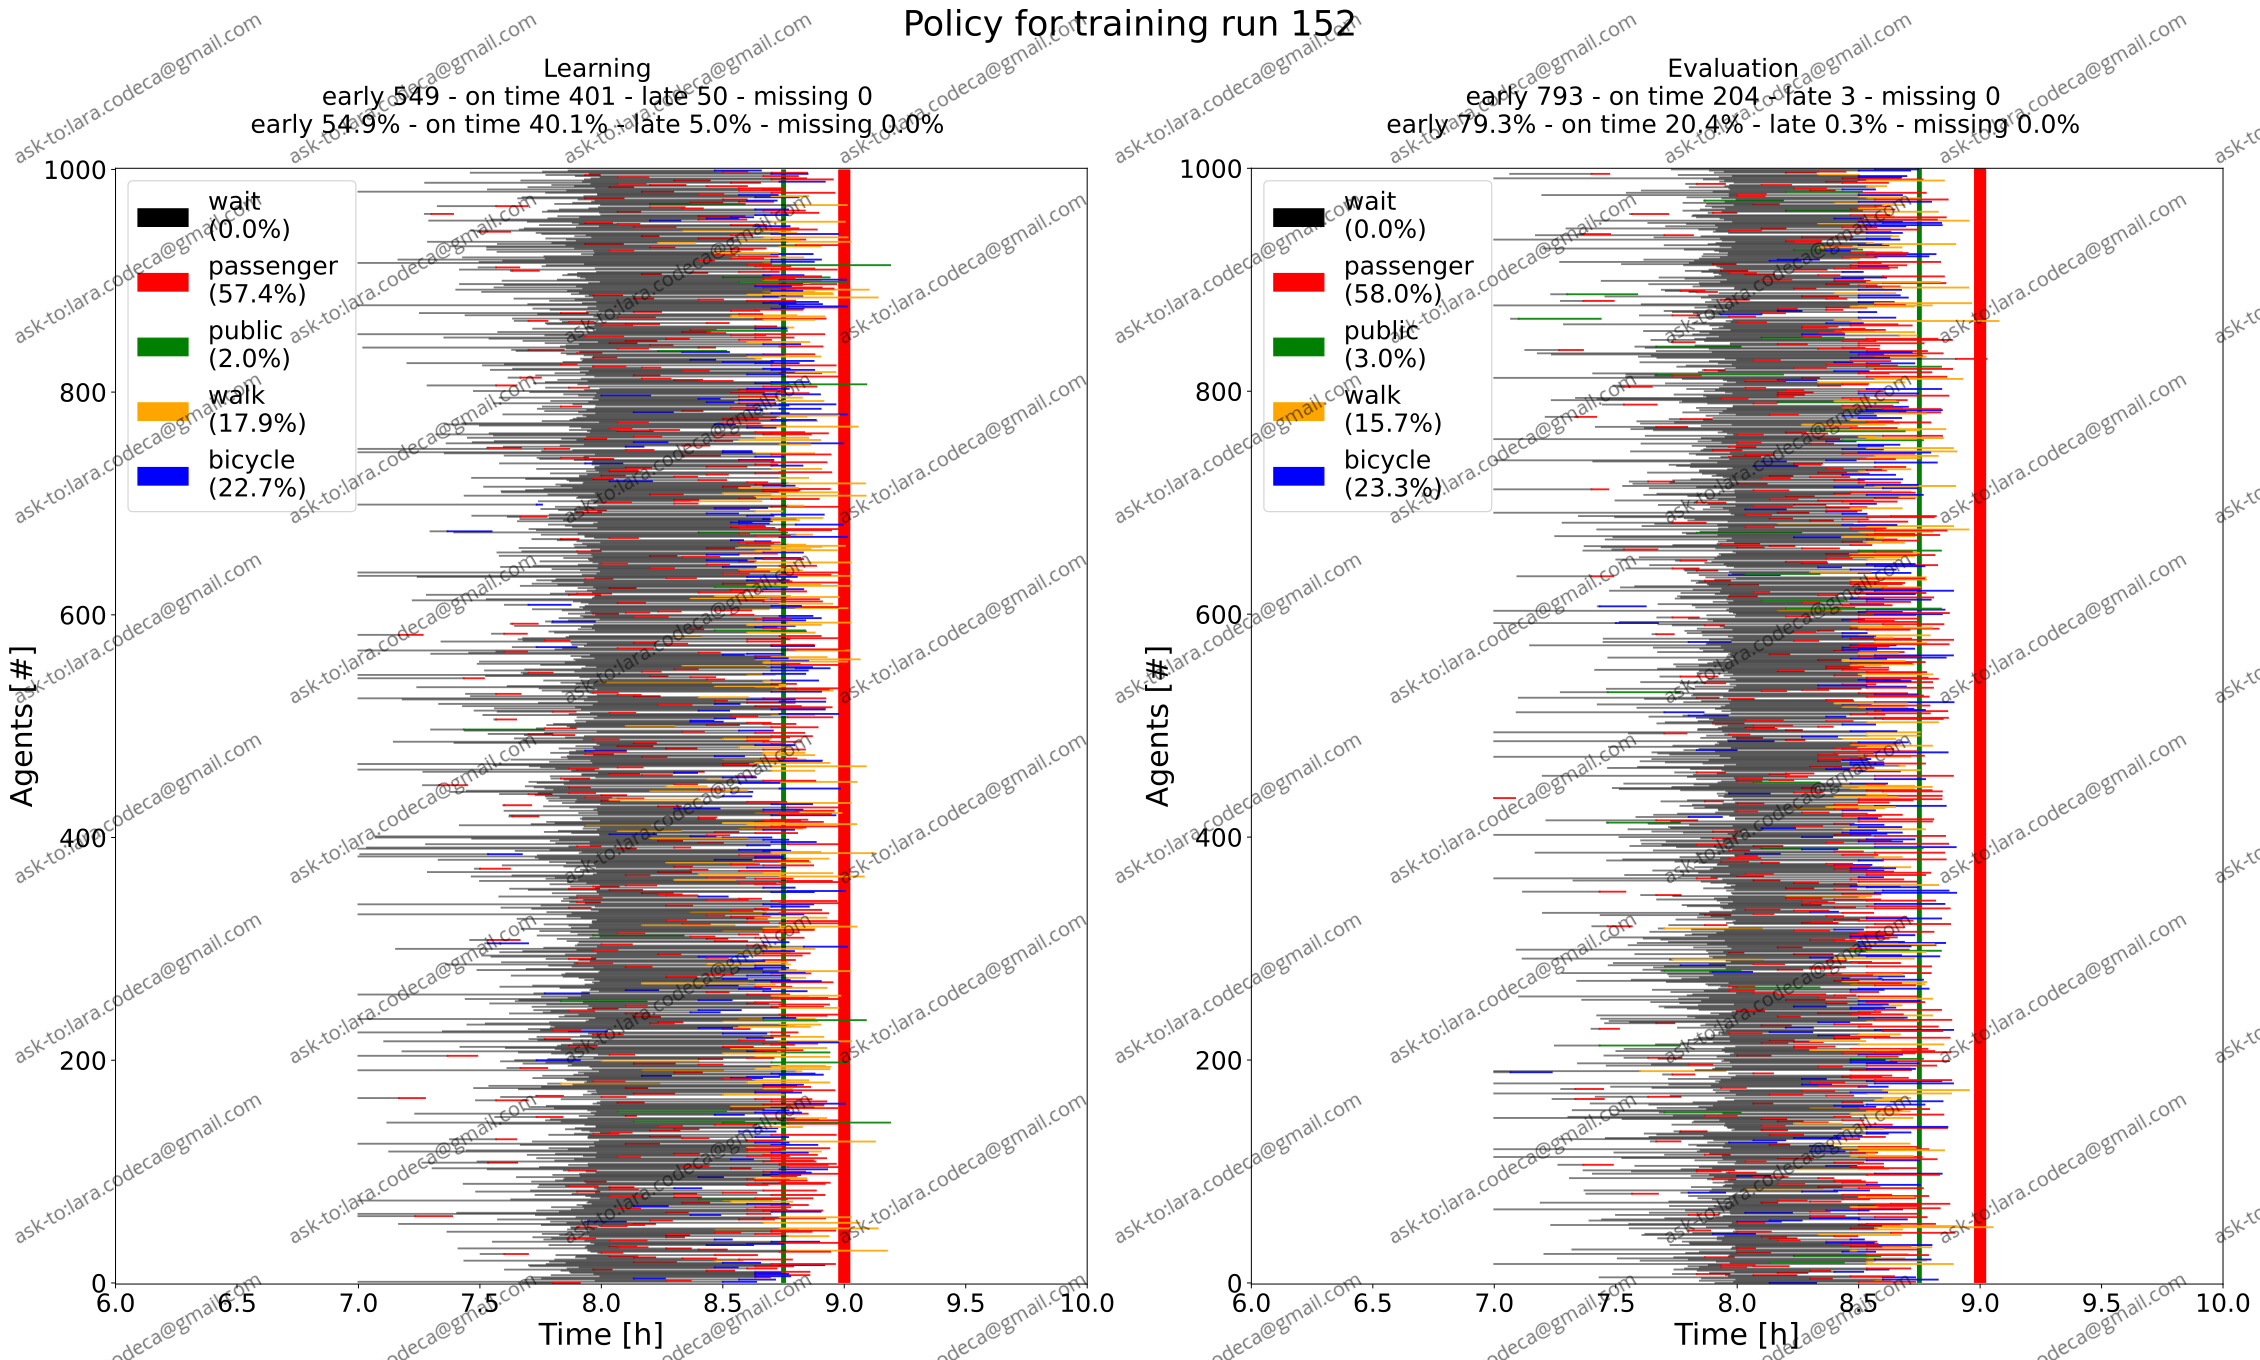 Policy for training run 152
Learning
early 549 - on time 401 - late 50 - missing 0
early 54.9% - on time 40.1% - late 5.0% - missing 0.0%
wait
(0.0%)
passenger
(57.4%)
public
(2.0%)
walk
(17.9%)
bicycle
(22.7%)
1000
800
600
400
200
0
Agents [#]
6.0 6.5 7.0 7.5 8.0 8.5 9.0 9.5 10.0
Time [h]
Evaluation
early 793 - on time 204 - late 3 - missing 0
early 79.3% - on time 20.4% - late 0.3% - missing 0.0%
wait
(0.0%)
passenger
(58.0%)
public
(3.0%)
walk
(15.7%)
bicycle
(23.3%)
1000
800
600
400
200
0
Agents [#]
6.0 6.5 7.0 7.5 8.0 8.5 9.0 9.5 10.0
Time [h]
ask-to:lara.codeca@gmail.com